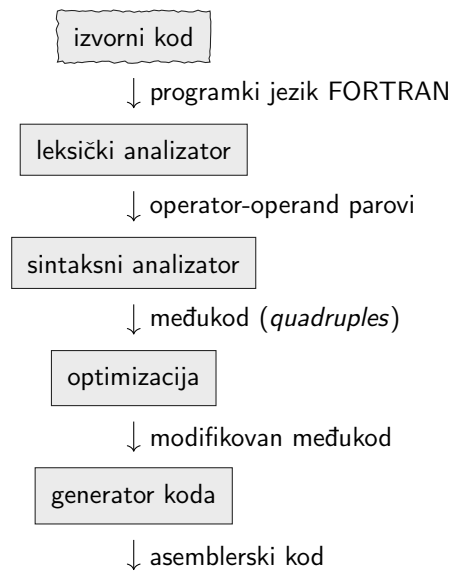 izvorni kod
programki jezik FORTRAN
leksički analizator
operator-operand parovi
sintaksni analizator
međukod (quadruples)
optimizacija
modifikovan međukod
generator koda
asemblerski kod